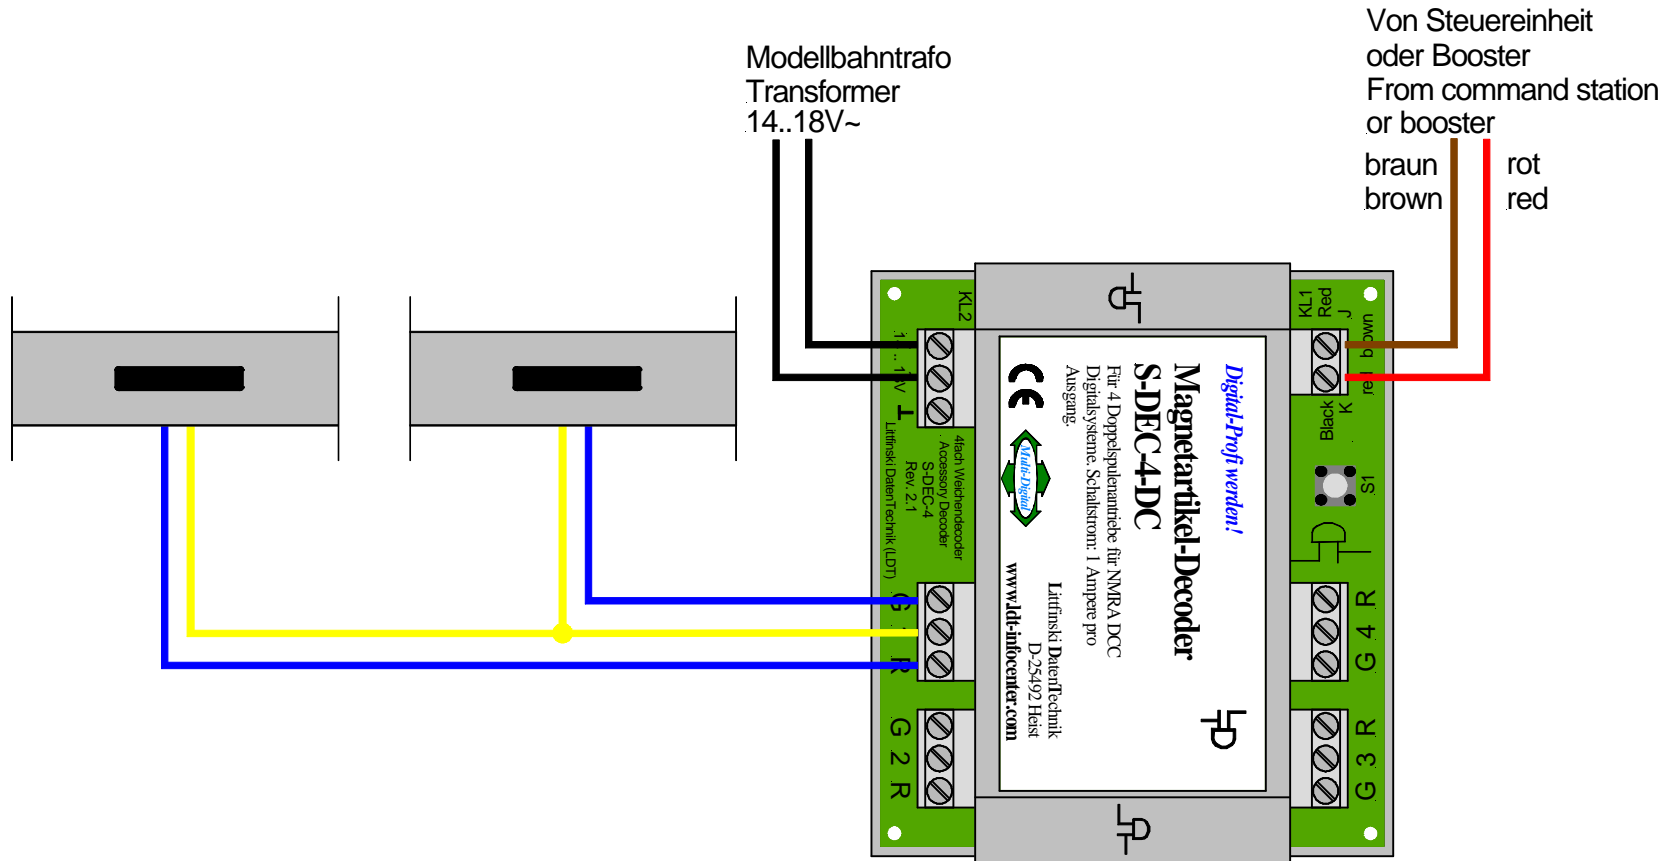 Modellbahntrafo
Transformer
14..18V~
Von Steuereinheit
oder Booster
From command station
or booster
braun
brown
rot
red
KL2
4fach Weichendecoder
Accessory Decoder
S-DEC-4
Rev. 2.1
Littfinski DatenTechnik (LDT)
G
R
G
2
R
Digital-Profi werden!
Magnetartikel-Decoder
S-DEC-4-DC
Für 4 Doppelspulenantriebe für NMRA DCC
Digitalsysteme. Schaltstrom: 1 Ampere pro
Ausgang.
CE
Multi-Digital
Littfinski DatenTechnik
D-25492 Heist
www.ldt-infocenter.com
KL1
Red
J
brown
red
K
Black
S1
R
4
G
R
3
G